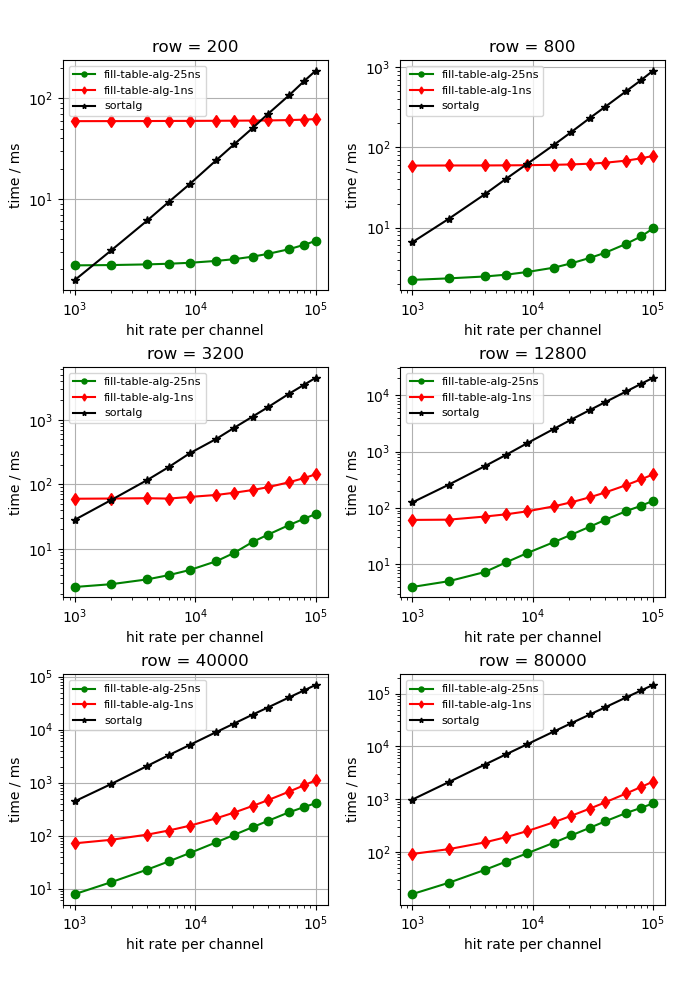 row = 200
fill-table-alg-25ns
fill-table-alg-1ns
sortalg
time / ms
10²
10¹
10³ 10⁴ 10⁵
hit rate per channel
row = 800
fill-table-alg-25ns
fill-table-alg-1ns
sortalg
time / ms
10³
10²
10¹
10³ 10⁴ 10⁵
hit rate per channel
row = 3200
fill-table-alg-25ns
fill-table-alg-1ns
sortalg
time / ms
10³
10²
10¹
10³ 10⁴ 10⁵
hit rate per channel
row = 12800
fill-table-alg-25ns
fill-table-alg-1ns
sortalg
time / ms
10⁴
10³
10²
10¹
10³ 10⁴ 10⁵
hit rate per channel
row = 40000
fill-table-alg-25ns
fill-table-alg-1ns
sortalg
time / ms
10⁵
10⁴
10³
10²
10¹
10³ 10⁴ 10⁵
hit rate per channel
row = 80000
fill-table-alg-25ns
fill-table-alg-1ns
sortalg
time / ms
10⁵
10⁴
10³
10²
10³ 10⁴ 10⁵
hit rate per channel